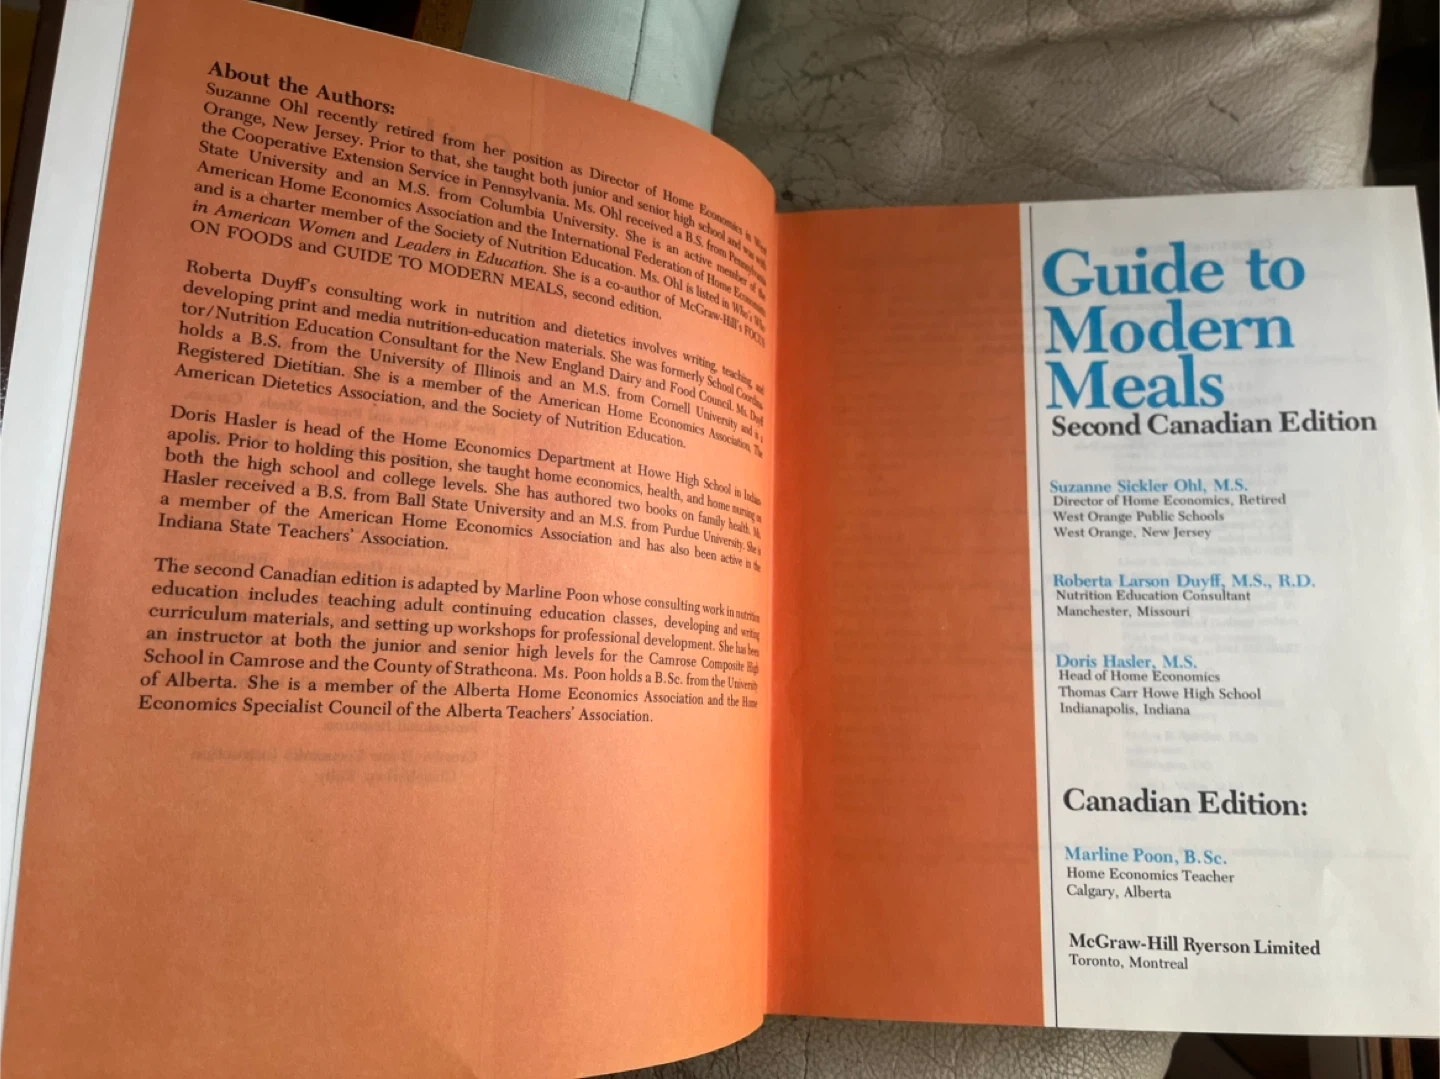 About the Authors:
Suzanne Ohl recently retired from her position as Director of Home Economics in West
Orange, New Jersey. Prior to that, she taught both junior and senior high school and was with
the Cooperative Extension Service in Pennsylvania. Ms. Ohl received a B.S. from Pennsylvania
State University and an M.S. from Columbia University. She is an active member of the
American Home Economics Association and the International Federation of Home Economics
and is a charter member of the Society of Nutrition Education. Ms. Ohl is listed in Who's Who
in American Women and Leaders in Education. She is a co-author of McGraw-Hill's FOCUS
ON FOODS and GUIDE TO MODERN MEALS, second edition.
Roberta Duyff's consulting work in nutrition and dietetics involves writing, teaching, and
developing print and media nutrition-education materials. She was formerly School Coordina-
tor/Nutrition Education Consultant for the New England Dairy and Food Council. Ms. Duyff
holds a B.S. from the University of Illinois and an M.S. from Cornell University and is a
Registered Dietitian. She is a member of the American Home Economics Association, The
American Dietetics Association, and the Society of Nutrition Education.
Doris Hasler is head of the Home Economics Department at Howe High School in Indian-
apolis. Prior to holding this position, she taught home economics, health, and home nursing on
both the high school and college levels. She has authored two books on family health. Ms.
Hasler received a B.S. from Ball State University and an M.S. from Purdue University. She is
a member of the American Home Economics Association and has also been active in the
Indiana State Teachers' Association.
The second Canadian edition is adapted by Marline Poon whose consulting work in nutrition
education includes teaching adult continuing education classes, developing and writing
curriculum materials, and setting up workshops for professional development. She has been
an instructor at both the junior and senior high levels for the Camrose Composite High
School in Camrose and the County of Strathcona. Ms. Poon holds a B.Sc. from the University
of Alberta. She is a member of the Alberta Home Economics Association and the Home
Economics Specialist Council of the Alberta Teachers' Association.
Guide to
Modern
Meals
Second Canadian Edition
Suzanne Sickler Ohl, M.S.
Director of Home Economics, Retired
West Orange Public Schools
West Orange, New Jersey
Roberta Larson Duyff, M.S., R.D.
Nutrition Education Consultant
Manchester, Missouri
Doris Hasler, M.S.
Head of Home Economics
Thomas Carr Howe High School
Indianapolis, Indiana
Canadian Edition:
Marline Poon, B.Sc.
Home Economics Teacher
Calgary, Alberta
McGraw-Hill Ryerson Limited
Toronto, Montreal